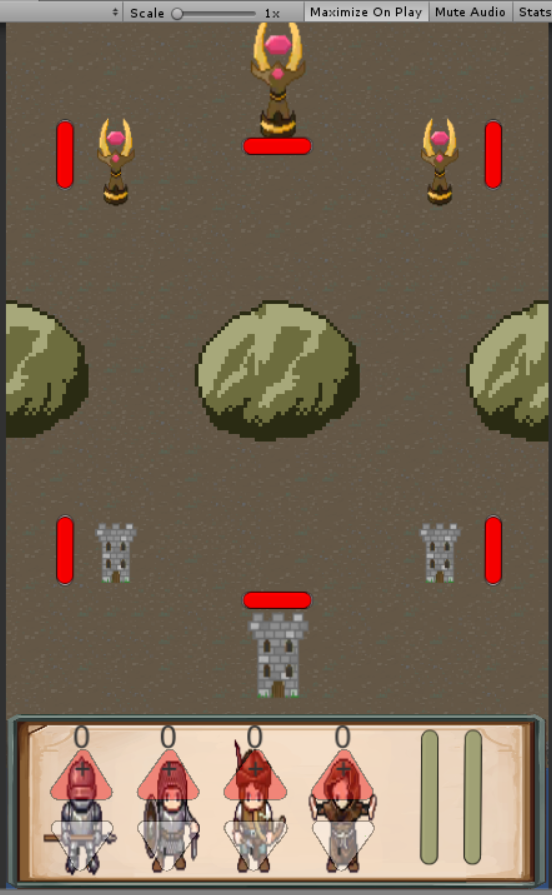 Scale 1x Maximize On Play Mute Audio Stats
0 0 0 0
+ + + +